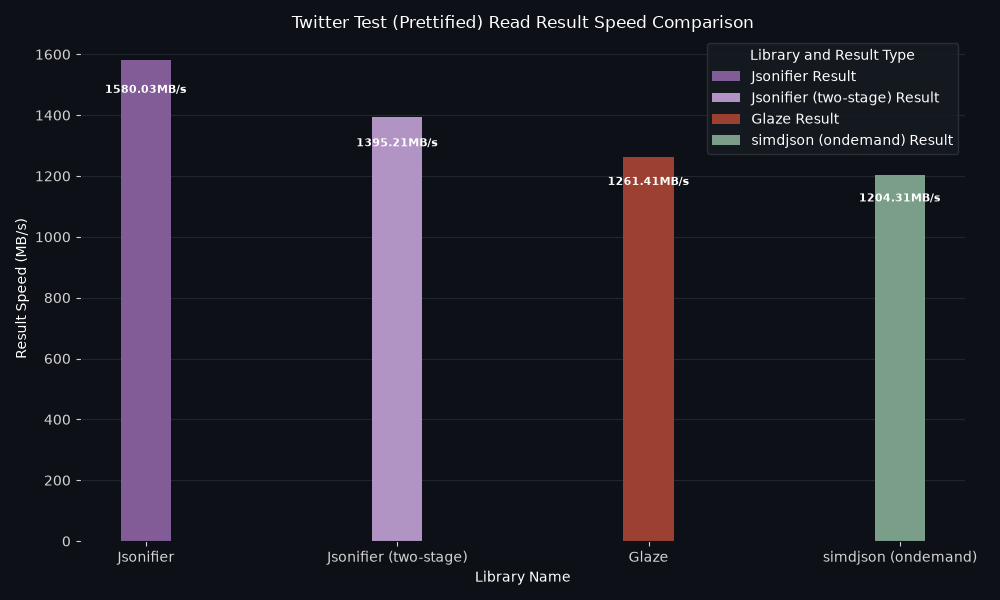 Twitter Test (Prettified) Read Result Speed Comparison
Library and Result Type
Jsonifier Result
Jsonifier (two-stage) Result
Glaze Result
simdjson (ondemand) Result
1600
1400
1200
1000
800
600
400
200
0
Result Speed (MB/s)
1580.03MB/s
1395.21MB/s
1261.41MB/s
1204.31MB/s
Jsonifier
Jsonifier (two-stage)
Glaze
simdjson (ondemand)
Library Name